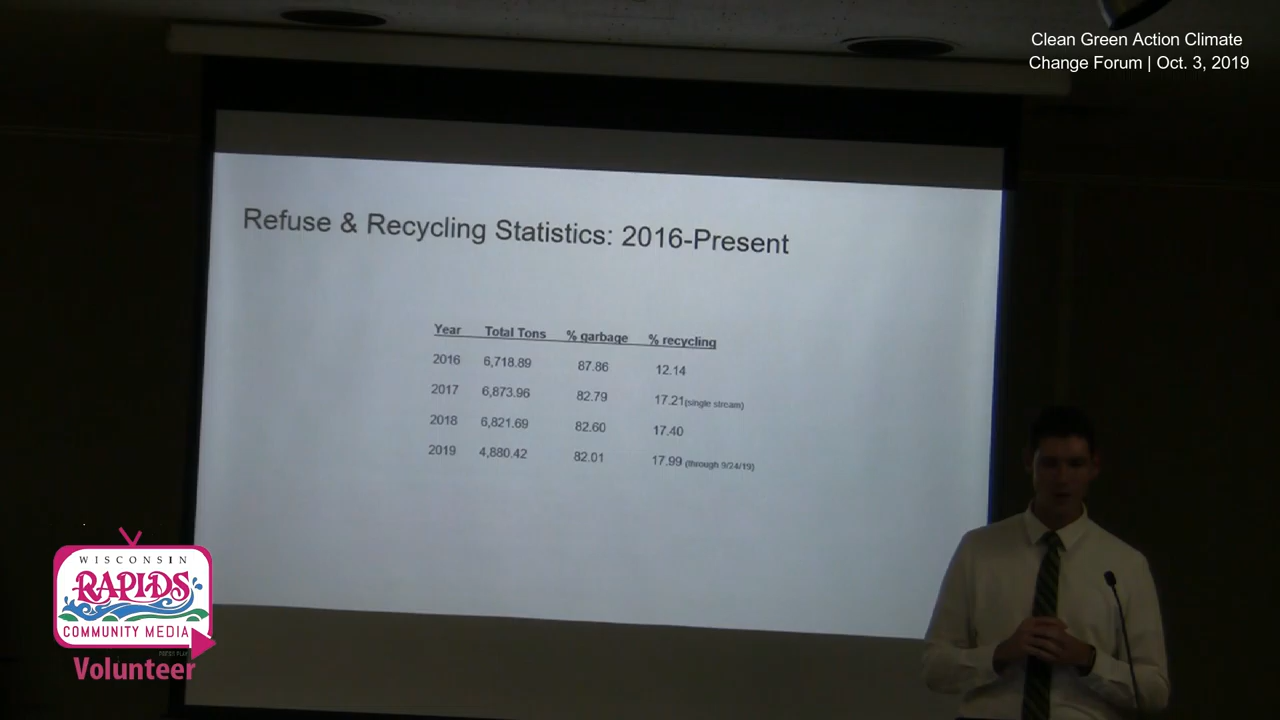 Clean Green Action Climate
Change Forum | Oct. 3, 2019
Refuse & Recycling Statistics: 2016-Present
Year Total Tons % garbage % recycling
2016 6,718.89 87.86 12.14
2017 6,873.96 82.79 17.21(single stream)
2018 6,821.69 82.60 17.40
2019 4,880.42 82.01 17.99 (through 9/24/19)
WISCONSIN
RAPIDS
COMMUNITY MEDIA
Volunteer